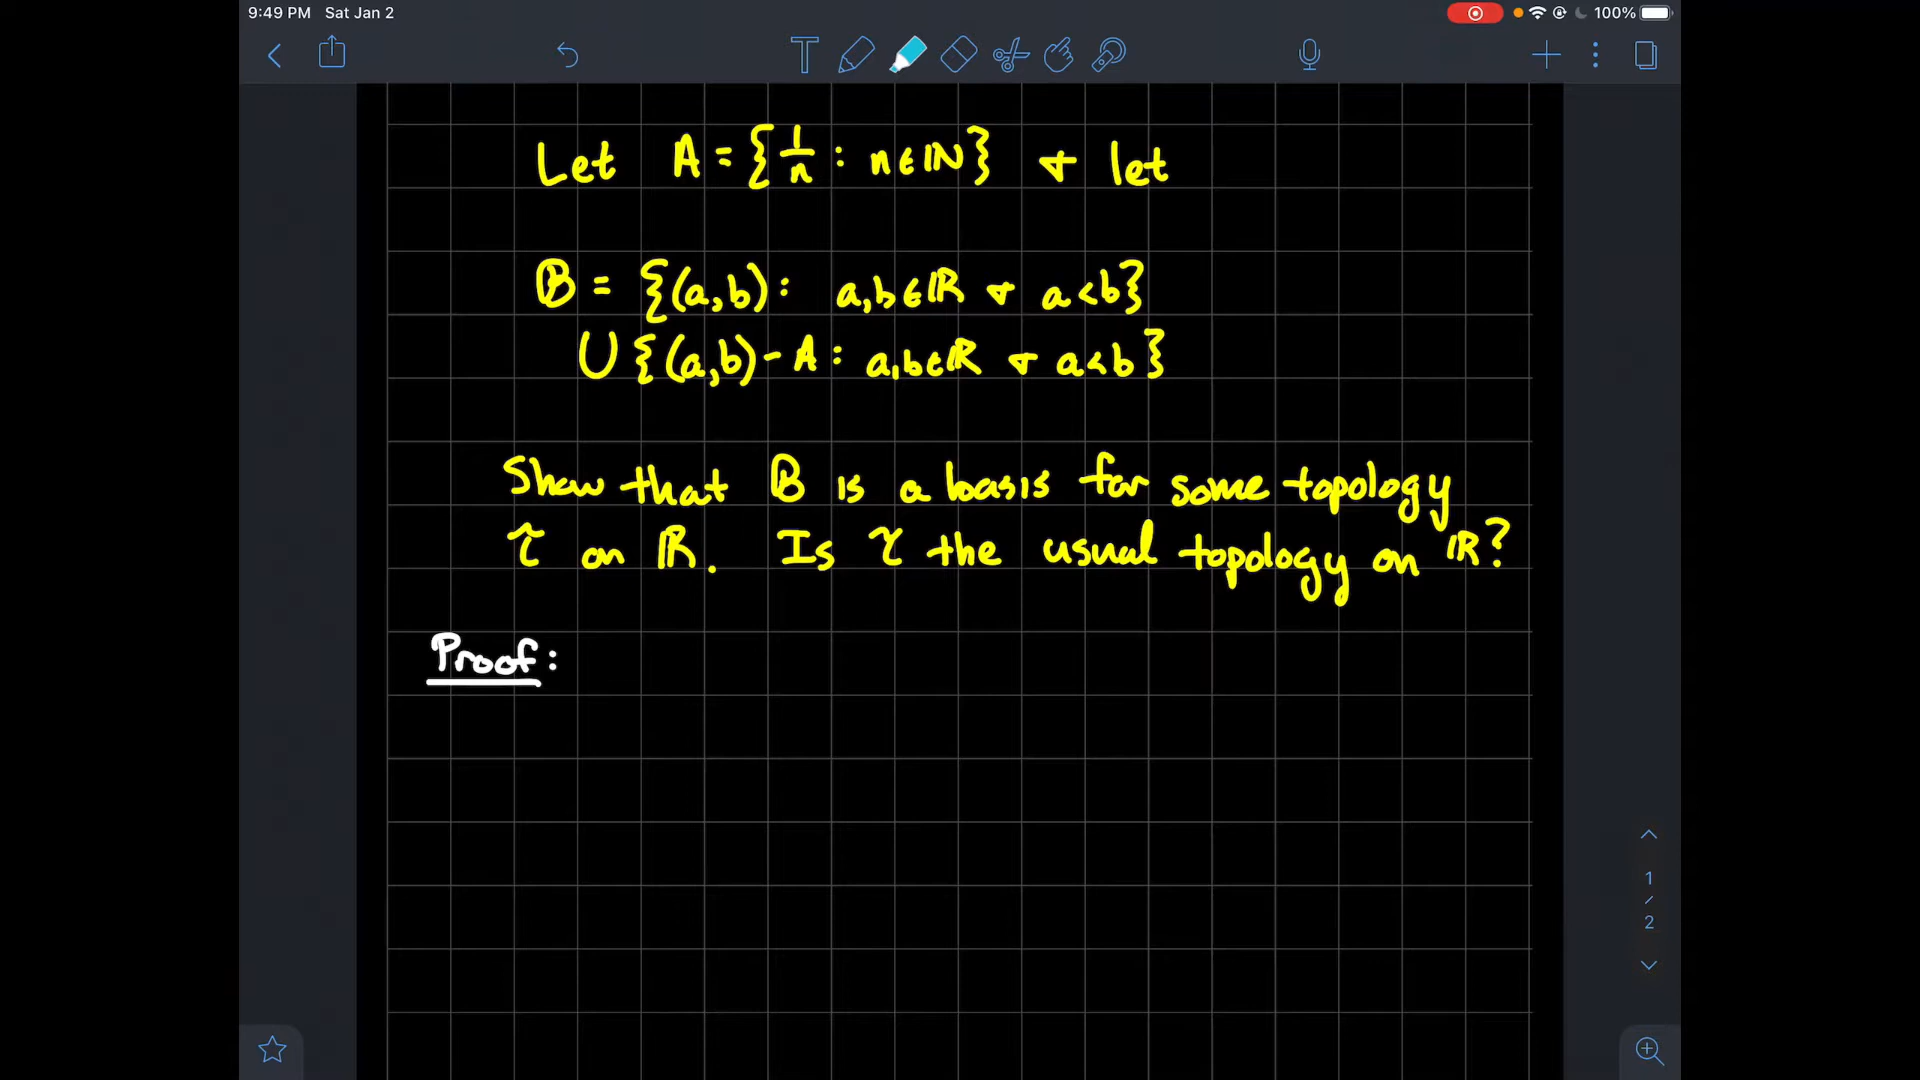 9:49 PM Sat Jan 2
100%
Let A = {1/n : n ∈ ℕ} & let
𝔹 = {(a,b) : a,b ∈ ℝ & a < b}
∪ {(a,b) - A : a,b ∈ ℝ & a < b}
Show that 𝔹 is a basis for some topology
τ on ℝ. Is τ the usual topology on ℝ?
Proof:
1
/
2